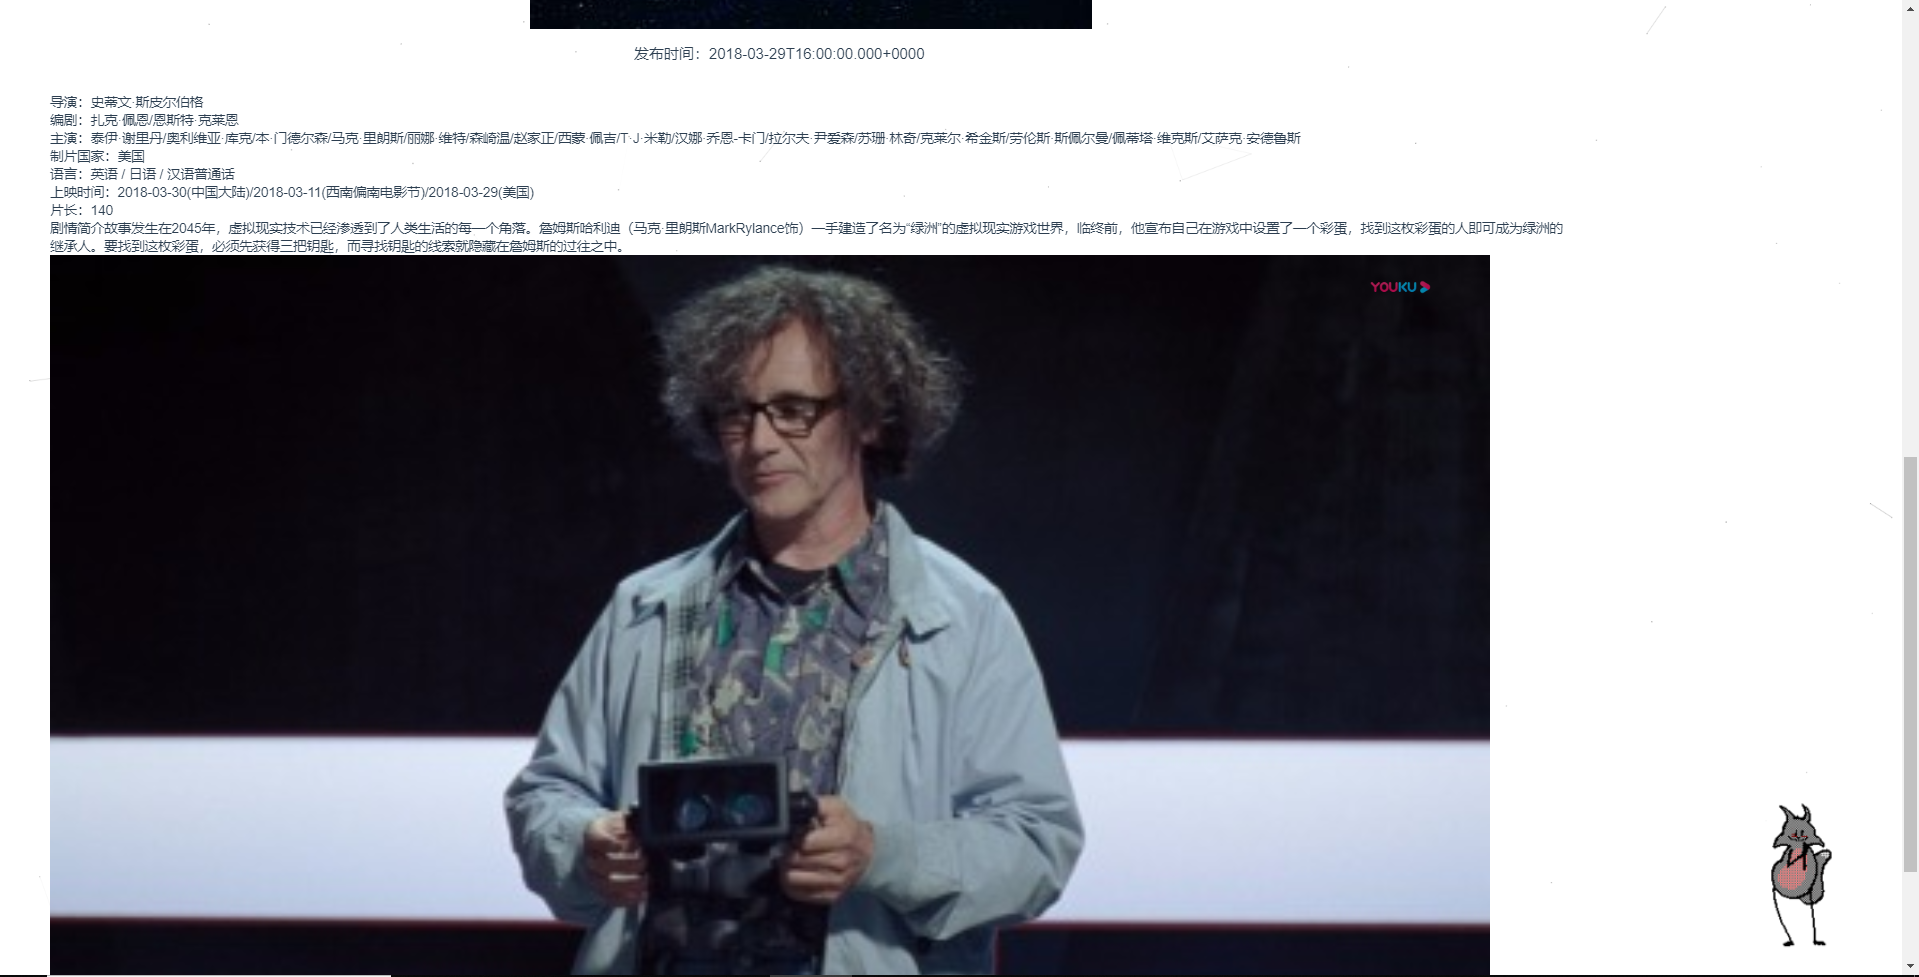 发布时间：2018-03-29T16:00:00.000+0000
导演：史蒂文·斯皮尔伯格
编剧：扎克·佩恩/恩斯特·克莱恩
主演：泰伊·谢里丹/奥利维亚·库克/本·门德尔森/马克·里朗斯/丽娜·维特/森崎温/赵家正/西蒙·佩吉/T·J·米勒/汉娜·乔恩-卡门/拉尔夫·尹爱森/苏珊·林奇/克莱尔·希金斯/劳伦斯·斯佩尔曼/佩蒂塔·维克斯/艾萨克·安德鲁斯
制片国家：美国
语言：英语 / 日语 / 汉语普通话
上映时间：2018-03-30(中国大陆)/2018-03-11(西南偏南电影节)/2018-03-29(美国)
片长：140
剧情简介故事发生在2045年，虚拟现实技术已经渗透到了人类生活的每一个角落。詹姆斯哈利迪（马克·里朗斯MarkRylance饰）一手建造了名为“绿洲”的虚拟现实游戏世界，临终前，他宣布自己在游戏中设置了一个彩蛋，找到这枚彩蛋的人即可成为绿洲的
继承人。要找到这枚彩蛋，必须先获得三把钥匙，而寻找钥匙的线索就隐藏在詹姆斯的过往之中。
YOUKU